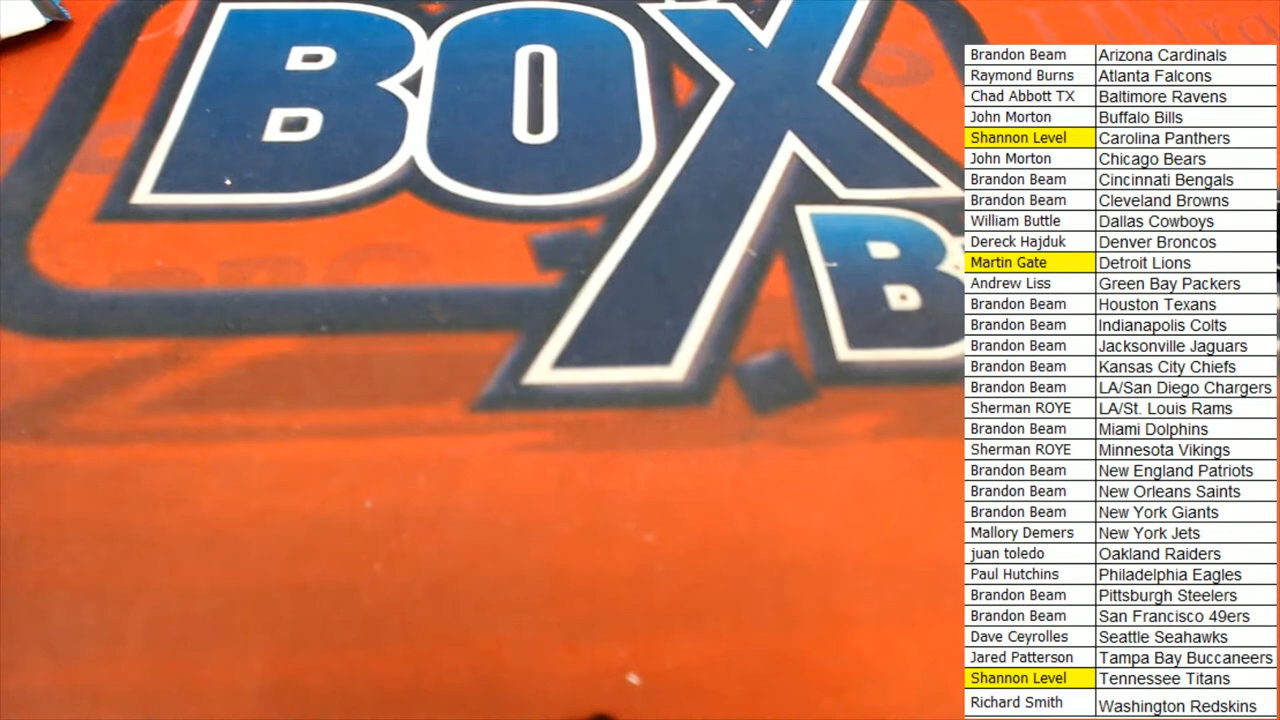 BOX
B
Brandon Beam Arizona Cardinals
Raymond Burns Atlanta Falcons
Chad Abbott TX Baltimore Ravens
John Morton Buffalo Bills
Shannon Level Carolina Panthers
John Morton Chicago Bears
Brandon Beam Cincinnati Bengals
Brandon Beam Cleveland Browns
William Buttle Dallas Cowboys
Dereck Hajduk Denver Broncos
Martin Gate Detroit Lions
Andrew Liss Green Bay Packers
Brandon Beam Houston Texans
Brandon Beam Indianapolis Colts
Brandon Beam Jacksonville Jaguars
Brandon Beam Kansas City Chiefs
Brandon Beam LA/San Diego Chargers
Sherman ROYE LA/St. Louis Rams
Brandon Beam Miami Dolphins
Sherman ROYE Minnesota Vikings
Brandon Beam New England Patriots
Brandon Beam New Orleans Saints
Brandon Beam New York Giants
Mallory Demers New York Jets
juan toledo Oakland Raiders
Paul Hutchins Philadelphia Eagles
Brandon Beam Pittsburgh Steelers
Brandon Beam San Francisco 49ers
Dave Ceyrolles Seattle Seahawks
Jared Patterson Tampa Bay Buccaneers
Shannon Level Tennessee Titans
Richard Smith Washington Redskins